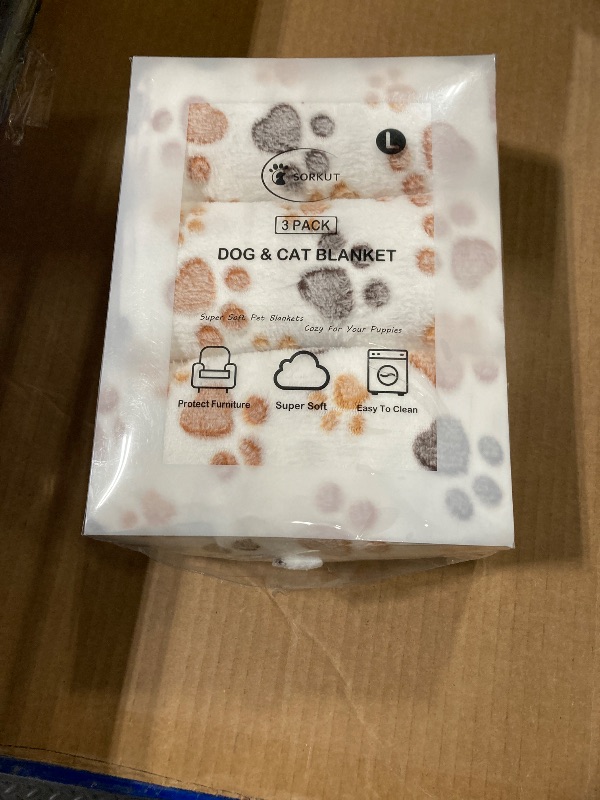 L
SORKUT
3 PACK
DOG & CAT BLANKET
Super Soft Pet Blankets
Cozy For Your Puppies
Protect Furniture
Super Soft
Easy To Clean